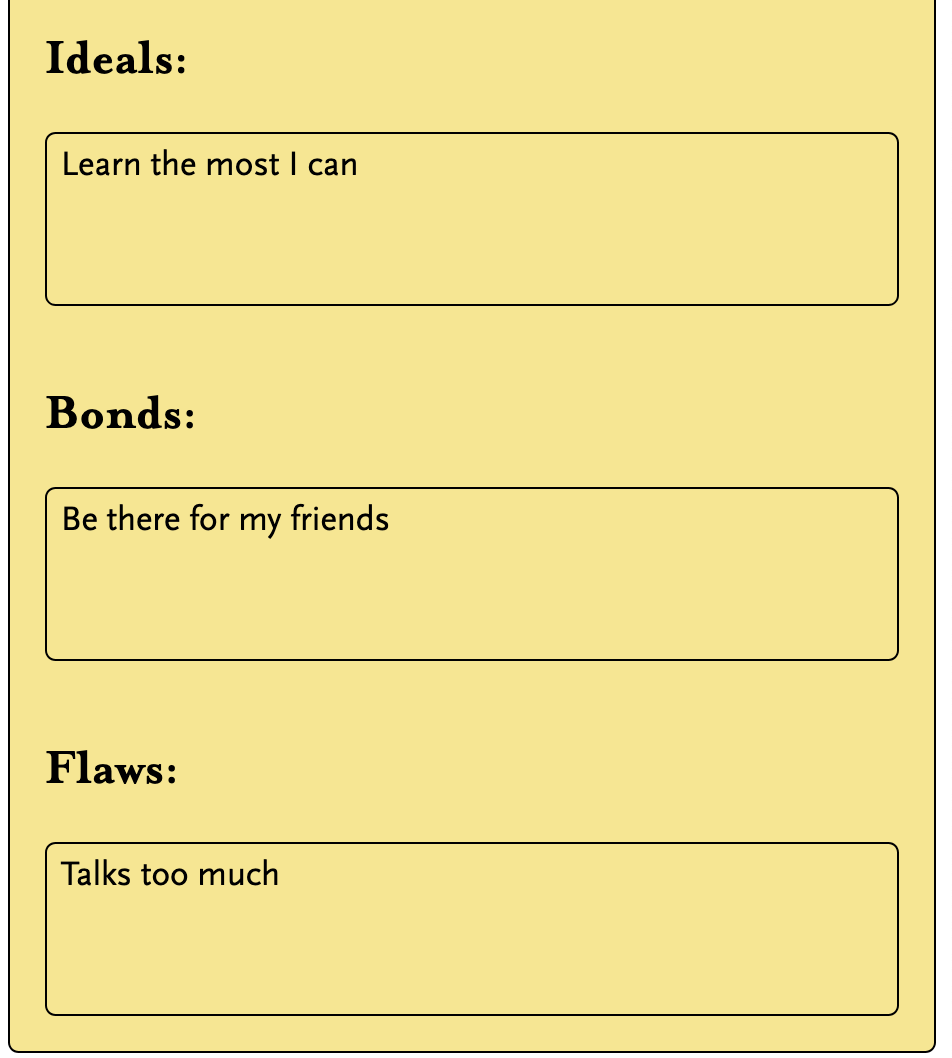 Ideals:
Learn the most I can
Bonds:
Be there for my friends
Flaws:
Talks too much